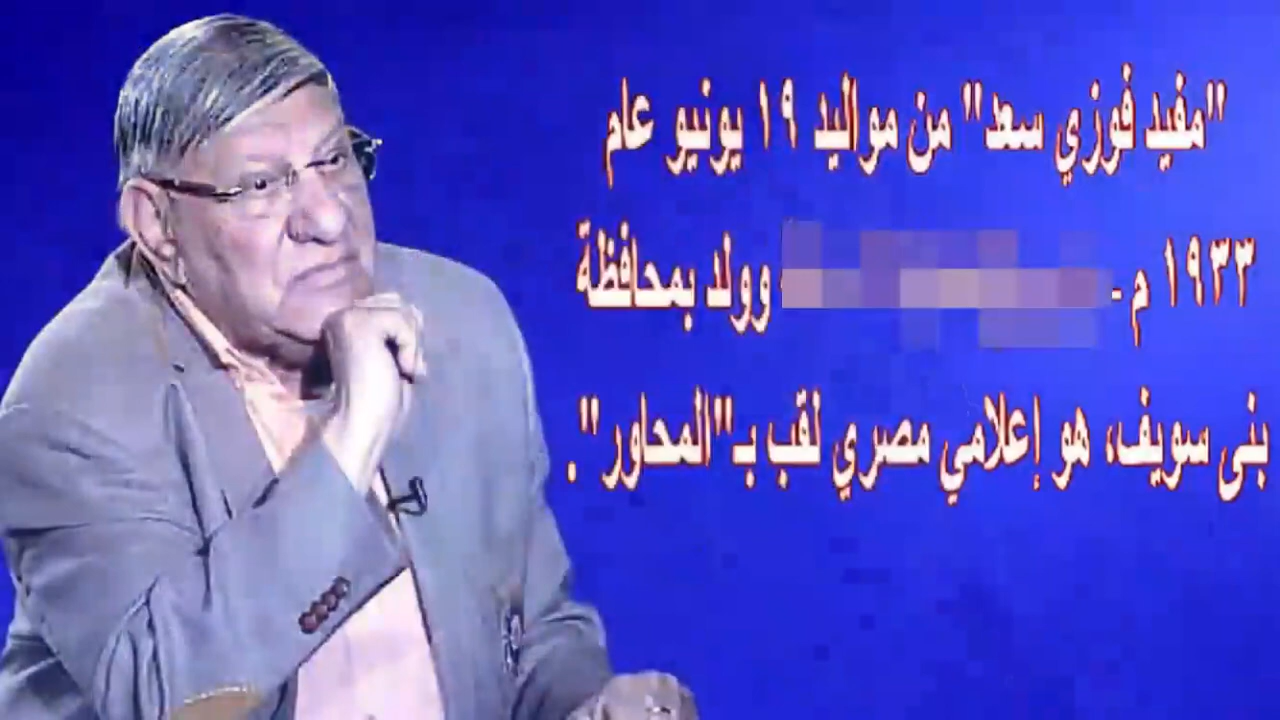 "مفيد فوزي سعد" من مواليد ١٩ يونيو عام
١٩٣٣ م - وولد بمحافظة
بنى سويف، هو إعلامي مصري لقب بـ"المحاور".